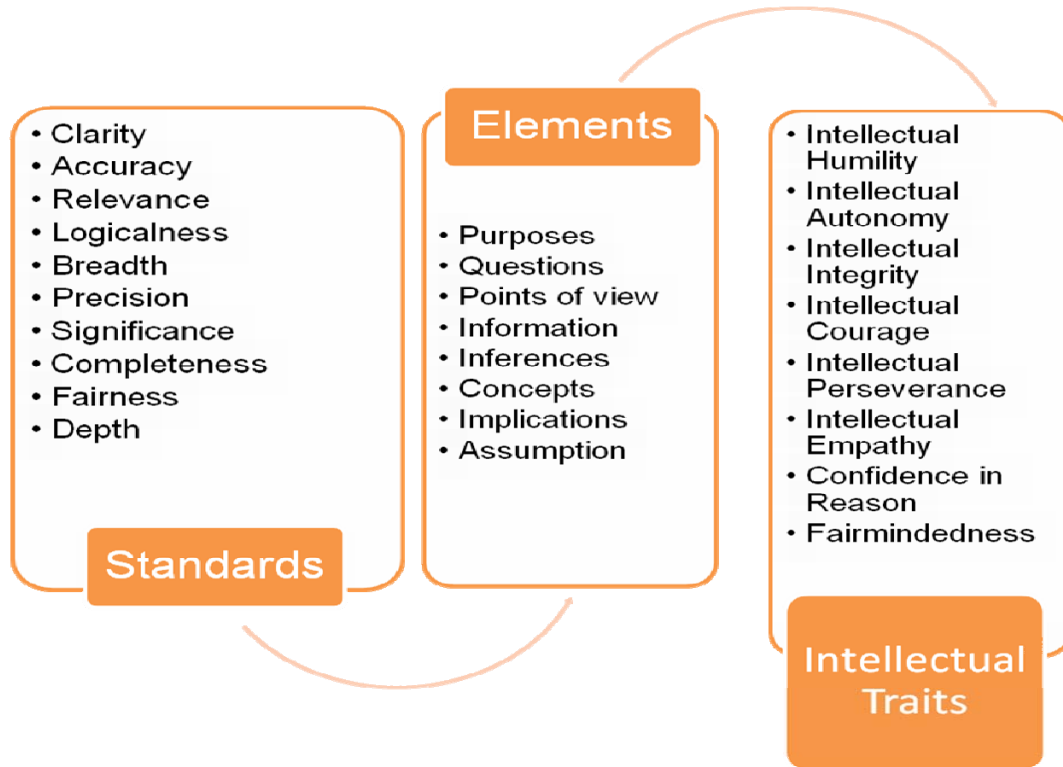 • Clarity
• Accuracy
• Relevance
• Logicalness
• Breadth
• Precision
• Significance
• Completeness
• Fairness
• Depth
Standards
Elements
• Purposes
• Questions
• Points of view
• Information
• Inferences
• Concepts
• Implications
• Assumption
• Intellectual
Humility
• Intellectual
Autonomy
• Intellectual
Integrity
• Intellectual
Courage
• Intellectual
Perseverance
• Intellectual
Empathy
• Confidence in
Reason
• Fairmindedness
Intellectual
Traits